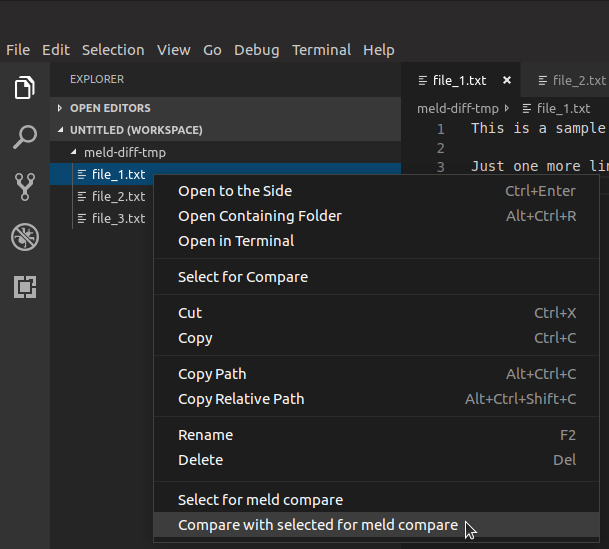 File Edit Selection View Go Debug Terminal Help
EXPLORER
OPEN EDITORS
UNTITLED (WORKSPACE)
meld-diff-tmp
file_1.txt
file_2.txt
file_3.txt
file_1.txt × file_2.txt
meld-diff-tmp file_1.txt
1 This is a sample
2
3 Just one more lin
Open to the Side Ctrl+Enter
Open Containing Folder Alt+Ctrl+R
Open in Terminal
Select for Compare
Cut Ctrl+X
Copy Ctrl+C
Copy Path Alt+Ctrl+C
Copy Relative Path Alt+Ctrl+Shift+C
Rename F2
Delete Del
Select for meld compare
Compare with selected for meld compare